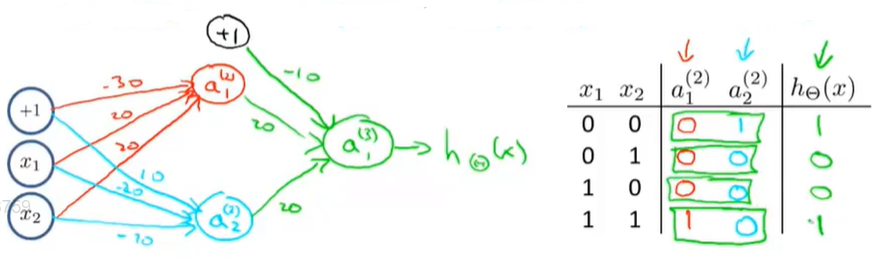 +1
-10
-30
a₁⁽²⁾
+1
20
20
20
a₁⁽³⁾
→ h_Θ(x)
x₁
10
-20
20
x₂
a₂⁽²⁾
-20
x₁ x₂ a₁⁽²⁾ a₂⁽²⁾ h_Θ(x)
0 0 0 1 1
0 1 0 0 0
1 0 0 0 0
1 1 1 0 1